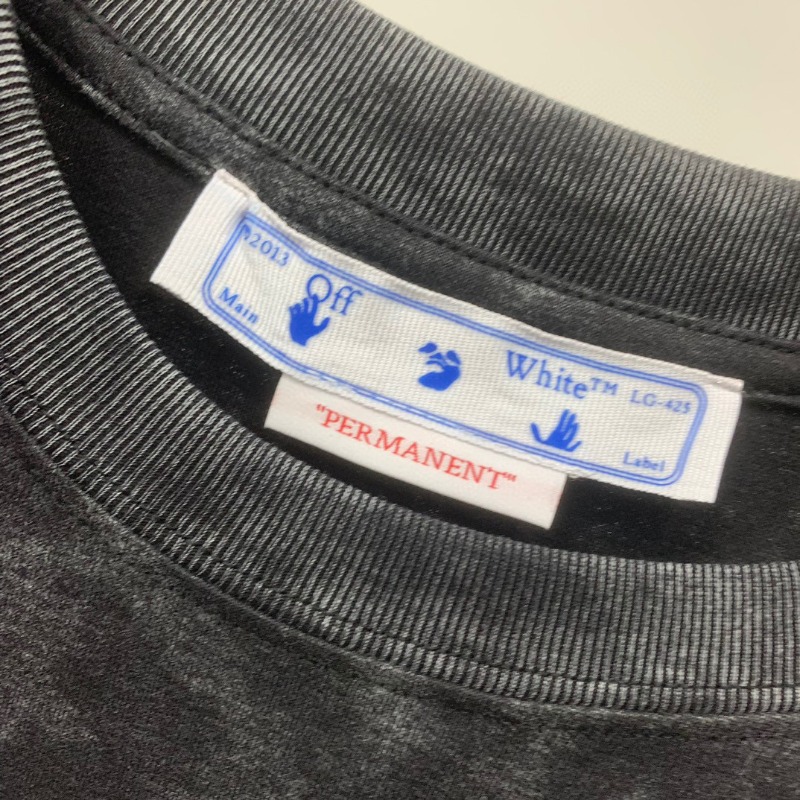 ©2013
Off
White™ LG-425
Main
Label
"PERMANENT"